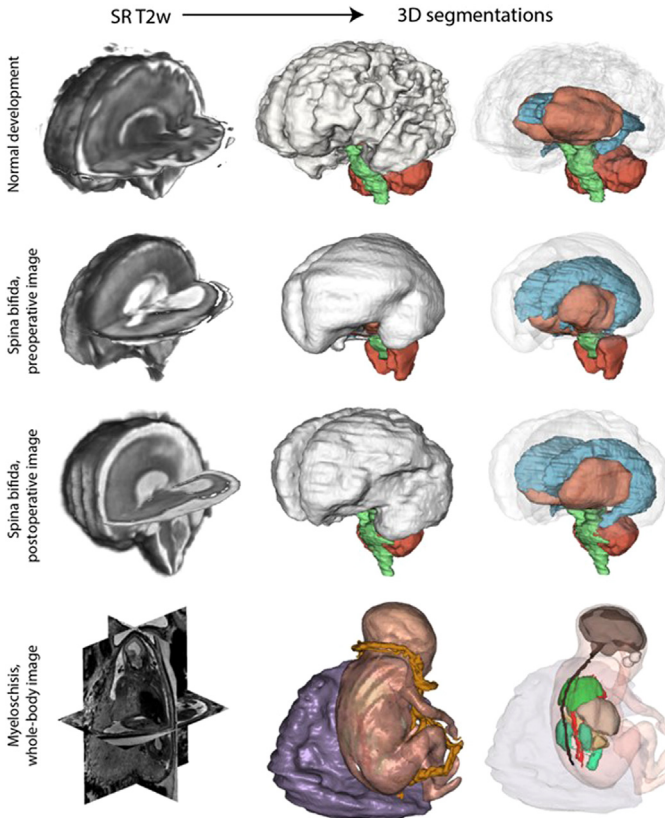 SR T2w
3D segmentations
Normal development
Spina bifida,
preoperative image
Spina bifida,
postoperative image
Myeloschisis,
whole-body image